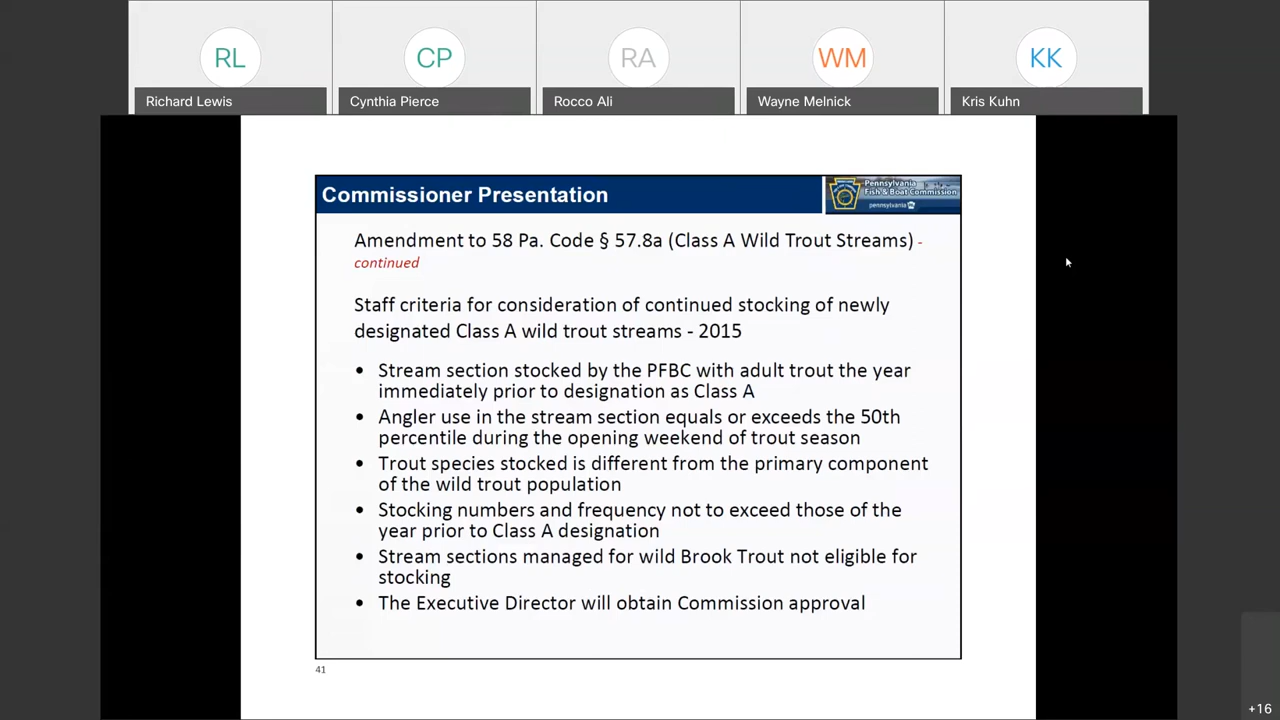 RL
CP
RA
WM
KK
Richard Lewis
Cynthia Pierce
Rocco Ali
Wayne Melnick
Kris Kuhn
Commissioner Presentation
Pennsylvania
Fish & Boat Commission
pennsylvania
Amendment to 58 Pa. Code § 57.8a (Class A Wild Trout Streams) -
continued
Staff criteria for consideration of continued stocking of newly
designated Class A wild trout streams - 2015
• Stream section stocked by the PFBC with adult trout the year
immediately prior to designation as Class A
• Angler use in the stream section equals or exceeds the 50th
percentile during the opening weekend of trout season
• Trout species stocked is different from the primary component
of the wild trout population
• Stocking numbers and frequency not to exceed those of the
year prior to Class A designation
• Stream sections managed for wild Brook Trout not eligible for
stocking
• The Executive Director will obtain Commission approval
41
+16